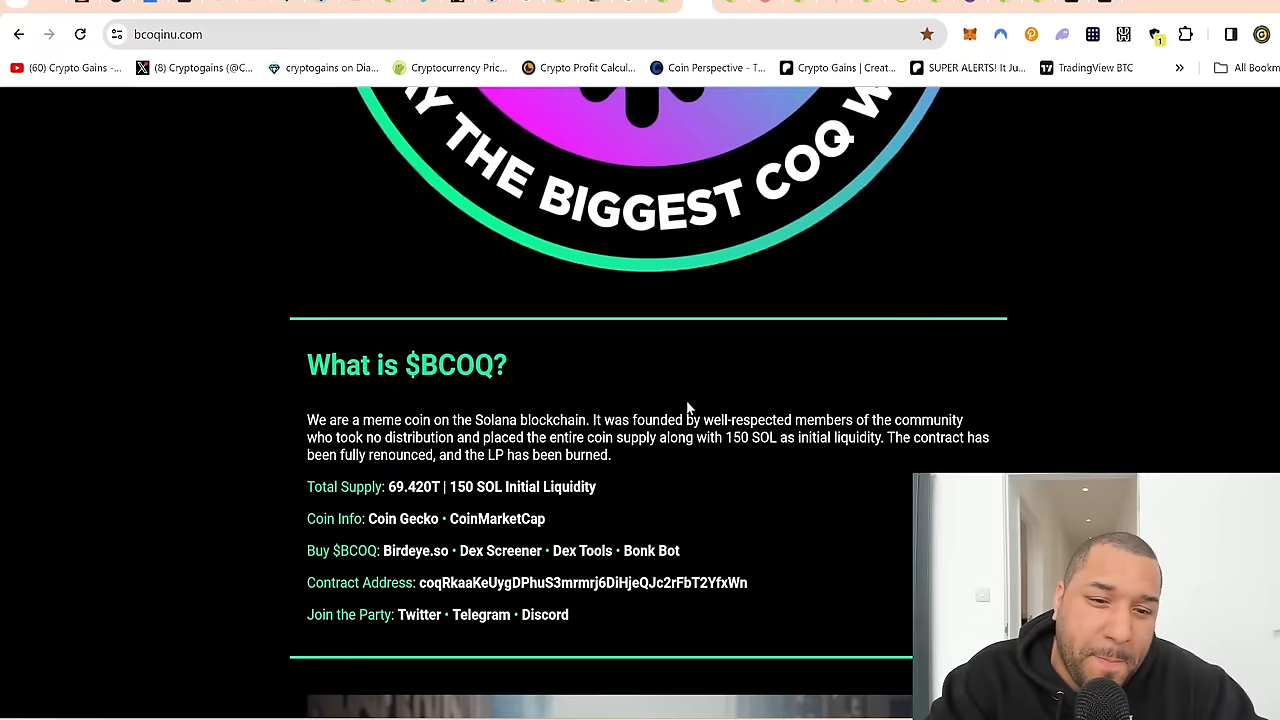 bcoqinu.com
(60) Crypto Gains -...
(8) Cryptogains (@C...
cryptogains on Dia...
Cryptocurrency Pric...
Crypto Profit Calcul...
Coin Perspective - T...
Crypto Gains | Creat...
SUPER ALERTS! It Ju...
TradingView BTC
»
All Bookm
AY THE BIGGEST COQ W
What is $BCOQ?
We are a meme coin on the Solana blockchain. It was founded by well-respected members of the community
who took no distribution and placed the entire coin supply along with 150 SOL as initial liquidity. The contract has
been fully renounced, and the LP has been burned.
Total Supply: 69.420T | 150 SOL Initial Liquidity
Coin Info: Coin Gecko • CoinMarketCap
Buy $BCOQ: Birdeye.so • Dex Screener • Dex Tools • Bonk Bot
Contract Address: coqRkaaKeUygDPhuS3mrmrj6DiHjeQJc2rFbT2YfxWn
Join the Party: Twitter • Telegram • Discord